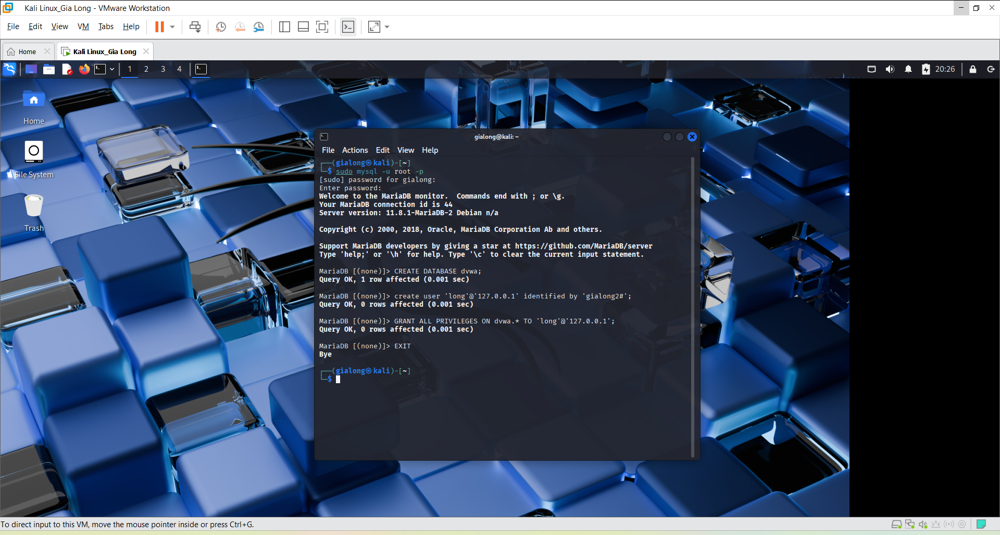 Kali Linux_Gia Long - VMware Workstation
File Edit View VM Tabs Help
Home
Kali Linux_Gia Long
1 2 3 4
20:26
Home
File System
Trash
gialong@kali: ~
File Actions Edit View Help
┌──(gialong㉿kali)-[~]
└─$ sudo mysql -u root -p
[sudo] password for gialong:
Enter password:
Welcome to the MariaDB monitor.  Commands end with ; or \g.
Your MariaDB connection id is 44
Server version: 11.8.1-MariaDB-2 Debian n/a
Copyright (c) 2000, 2018, Oracle, MariaDB Corporation Ab and others.
Support MariaDB developers by giving a star at https://github.com/MariaDB/server
Type 'help;' or '\h' for help. Type '\c' to clear the current input statement.
MariaDB [(none)]> CREATE DATABASE dvwa;
Query OK, 1 row affected (0.001 sec)
MariaDB [(none)]> create user 'long'@'127.0.0.1' identified by 'gialong2#';
Query OK, 0 rows affected (0.001 sec)
MariaDB [(none)]> GRANT ALL PRIVILEGES ON dvwa.* TO 'long'@'127.0.0.1';
Query OK, 0 rows affected (0.001 sec)
MariaDB [(none)]> EXIT
Bye
┌──(gialong㉿kali)-[~]
└─$
To direct input to this VM, move the mouse pointer inside or press Ctrl+G.